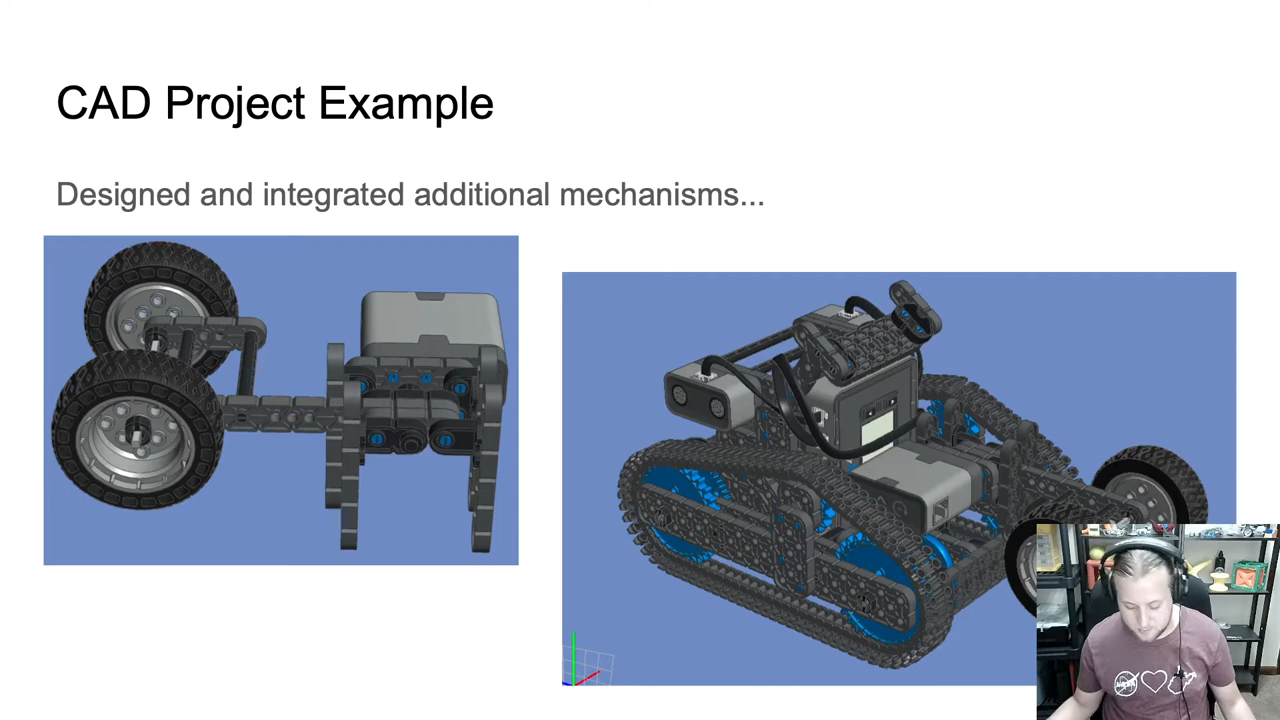 CAD Project Example
Designed and integrated additional mechanisms...